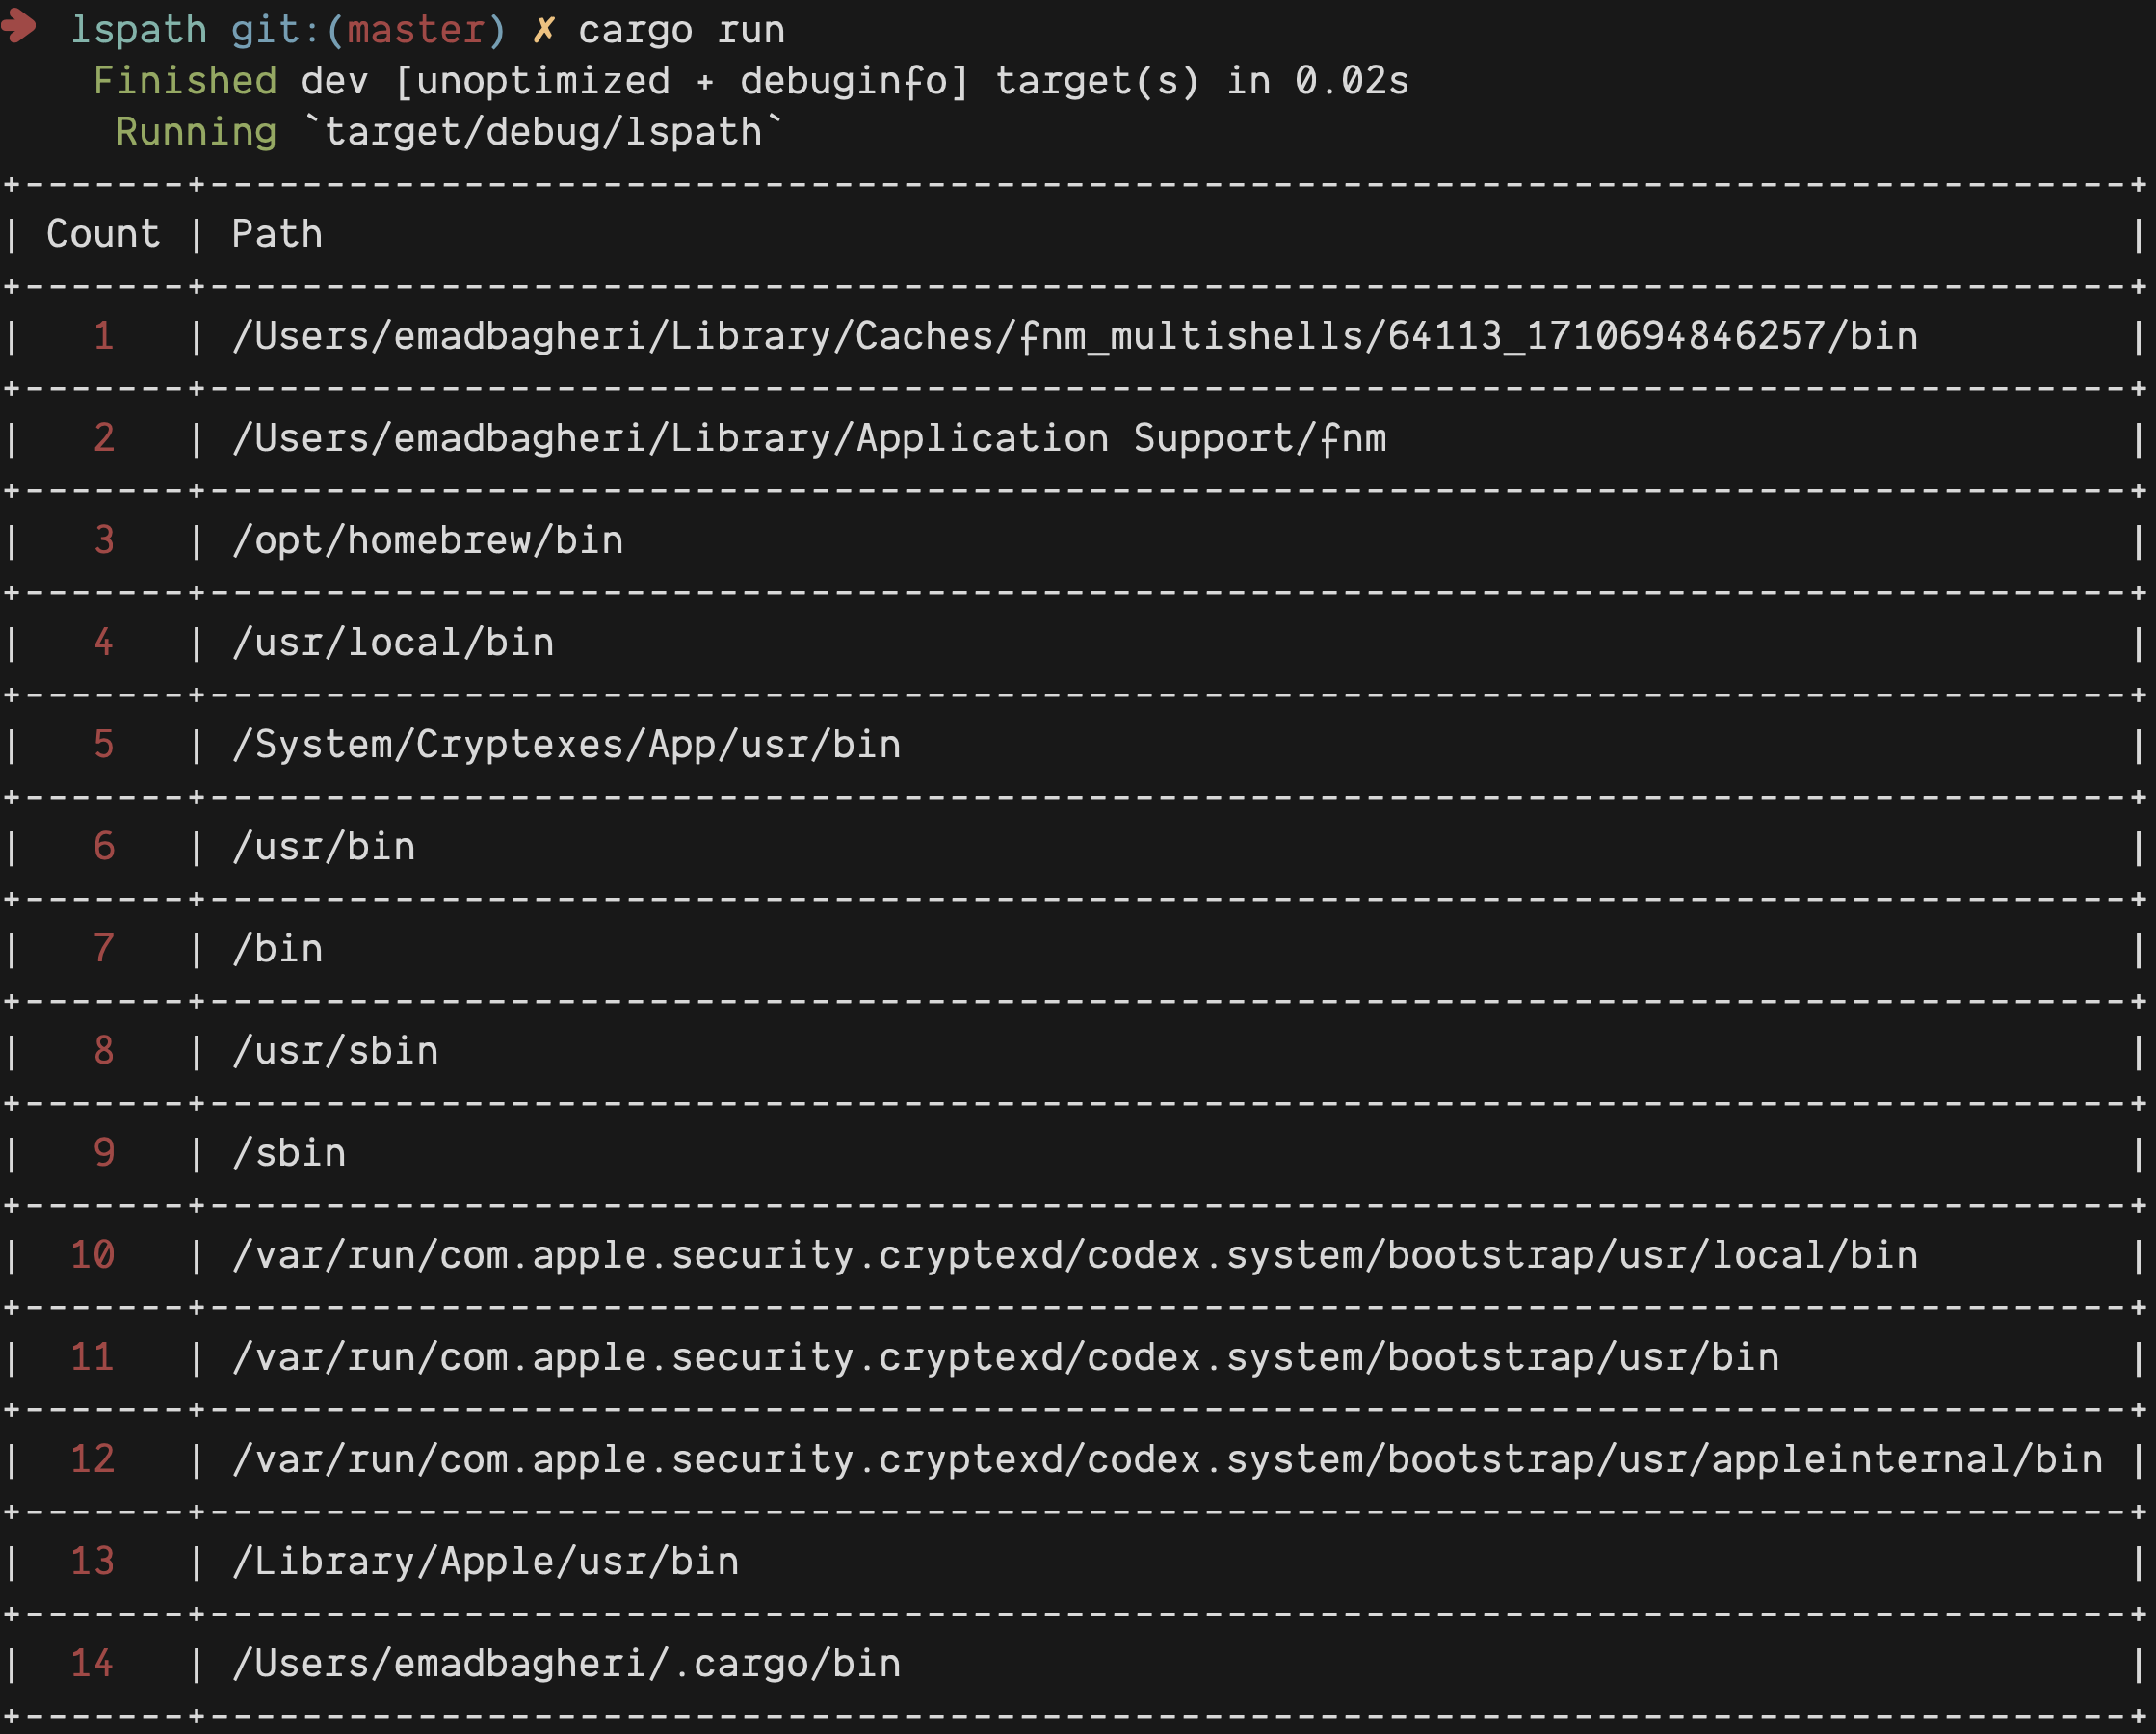 ➜ lspath git:(master) ✗ cargo run
    Finished dev [unoptimized + debuginfo] target(s) in 0.02s
     Running `target/debug/lspath`
+-------+-----------------------------------------------------------------------------------+
| Count | Path                                                                              |
+-------+-----------------------------------------------------------------------------------+
|   1   | /Users/emadbagheri/Library/Caches/fnm_multishells/64113_1710694846257/bin         |
+-------+-----------------------------------------------------------------------------------+
|   2   | /Users/emadbagheri/Library/Application Support/fnm                                |
+-------+-----------------------------------------------------------------------------------+
|   3   | /opt/homebrew/bin                                                                 |
+-------+-----------------------------------------------------------------------------------+
|   4   | /usr/local/bin                                                                    |
+-------+-----------------------------------------------------------------------------------+
|   5   | /System/Cryptexes/App/usr/bin                                                     |
+-------+-----------------------------------------------------------------------------------+
|   6   | /usr/bin                                                                          |
+-------+-----------------------------------------------------------------------------------+
|   7   | /bin                                                                              |
+-------+-----------------------------------------------------------------------------------+
|   8   | /usr/sbin                                                                         |
+-------+-----------------------------------------------------------------------------------+
|   9   | /sbin                                                                             |
+-------+-----------------------------------------------------------------------------------+
|  10   | /var/run/com.apple.security.cryptexd/codex.system/bootstrap/usr/local/bin         |
+-------+-----------------------------------------------------------------------------------+
|  11   | /var/run/com.apple.security.cryptexd/codex.system/bootstrap/usr/bin               |
+-------+-----------------------------------------------------------------------------------+
|  12   | /var/run/com.apple.security.cryptexd/codex.system/bootstrap/usr/appleinternal/bin |
+-------+-----------------------------------------------------------------------------------+
|  13   | /Library/Apple/usr/bin                                                            |
+-------+-----------------------------------------------------------------------------------+
|  14   | /Users/emadbagheri/.cargo/bin                                                     |
+-------+-----------------------------------------------------------------------------------+